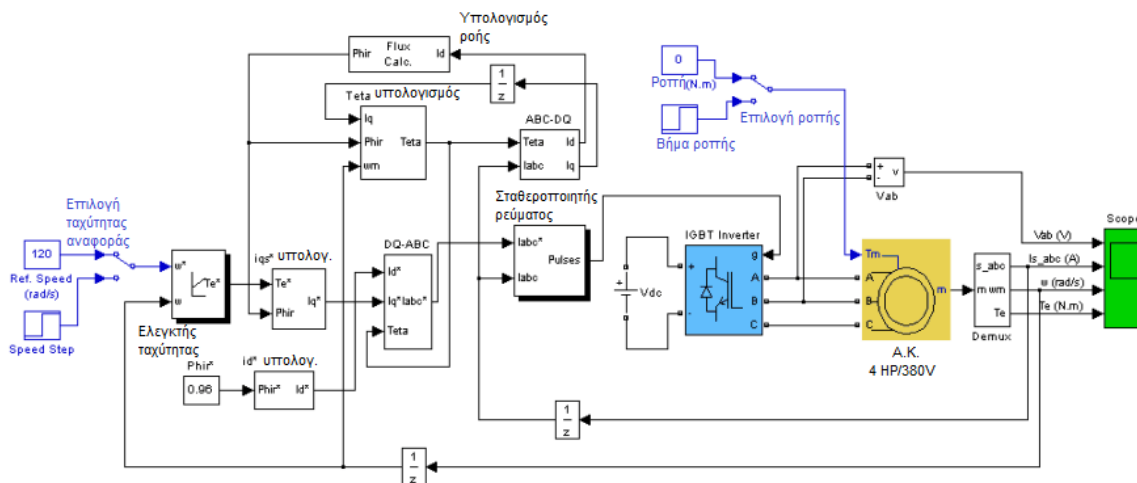 Υπολογισμός
ροής
Phir
Flux
Calc.
Id
1
z
Teta υπολογισμός
Iq
Phir
wm
Teta
ABC-DQ
Teta
Iabc
Id
Iq
0
Ροπή(N.m)
Βήμα ροπής
Επιλογή ροπής
+
-
v
Vab
Επιλογή
ταχύτητας
αναφοράς
120
Ref. Speed
(rad/s)
Speed Step
w*
w
Te*
Ελεγκτής
ταχύτητας
iqs* υπολογ.
Te*
Phir
Iq*
DQ-ABC
Id*
Iq*
Iabc*
Teta
Σταθεροποιητής
ρεύματος
Iabc*
Iabc
Pulses
+
Vdc
IGBT Inverter
+
-
g
A
B
C
Tm
A
B
C
m
A.K.
4 HP/380V
m
is_abc
wm
Te
Demux
Scope
Vab (V)
Is_abc (A)
w (rad/s)
Te (N.m)
Phir*
0.96
id* υπολογ.
Phir*
Id*
1
z
1
z